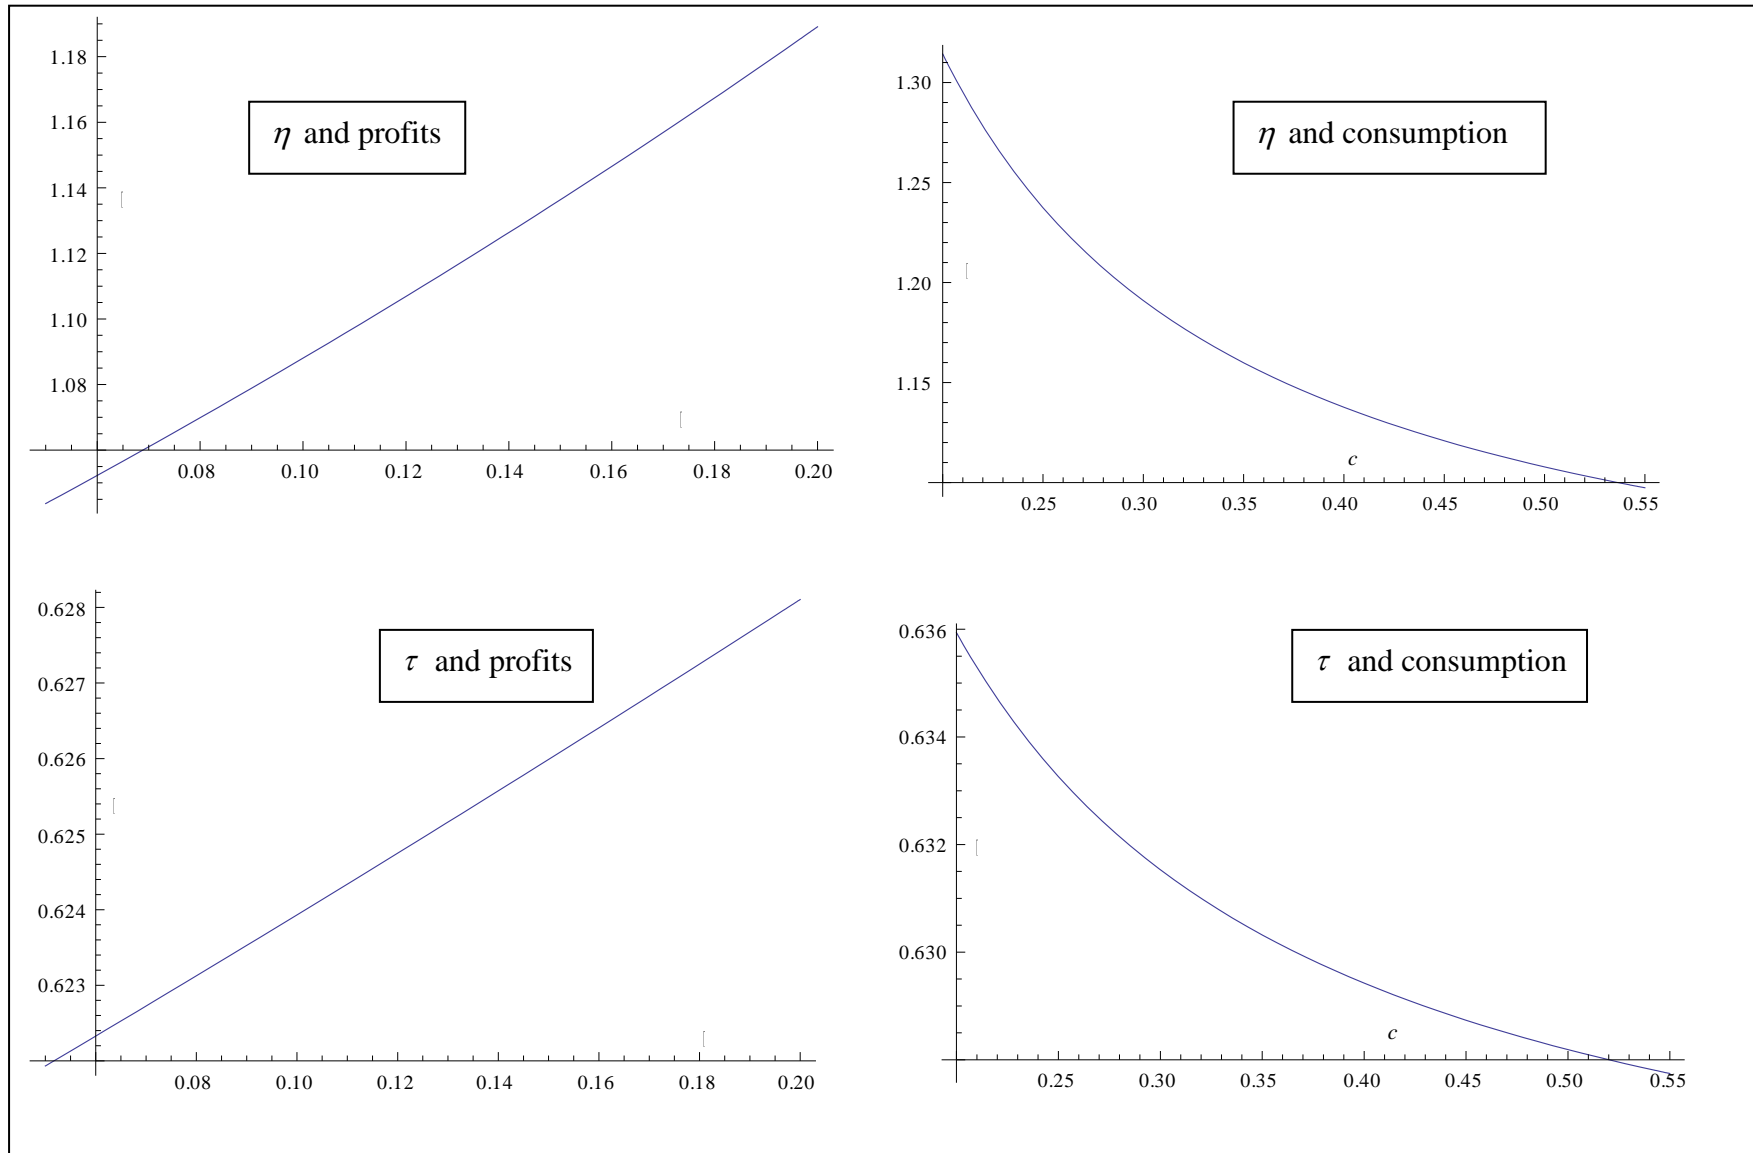 1.18
1.16
1.14
1.12
1.10
1.08
0.08 0.10 0.12 0.14 0.16 0.18 0.20
η and profits
1.30
1.25
1.20
1.15
c
0.25 0.30 0.35 0.40 0.45 0.50 0.55
η and consumption
0.628
0.627
0.626
0.625
0.624
0.623
0.08 0.10 0.12 0.14 0.16 0.18 0.20
τ and profits
0.636
0.634
0.632
0.630
c
0.25 0.30 0.35 0.40 0.45 0.50 0.55
τ and consumption